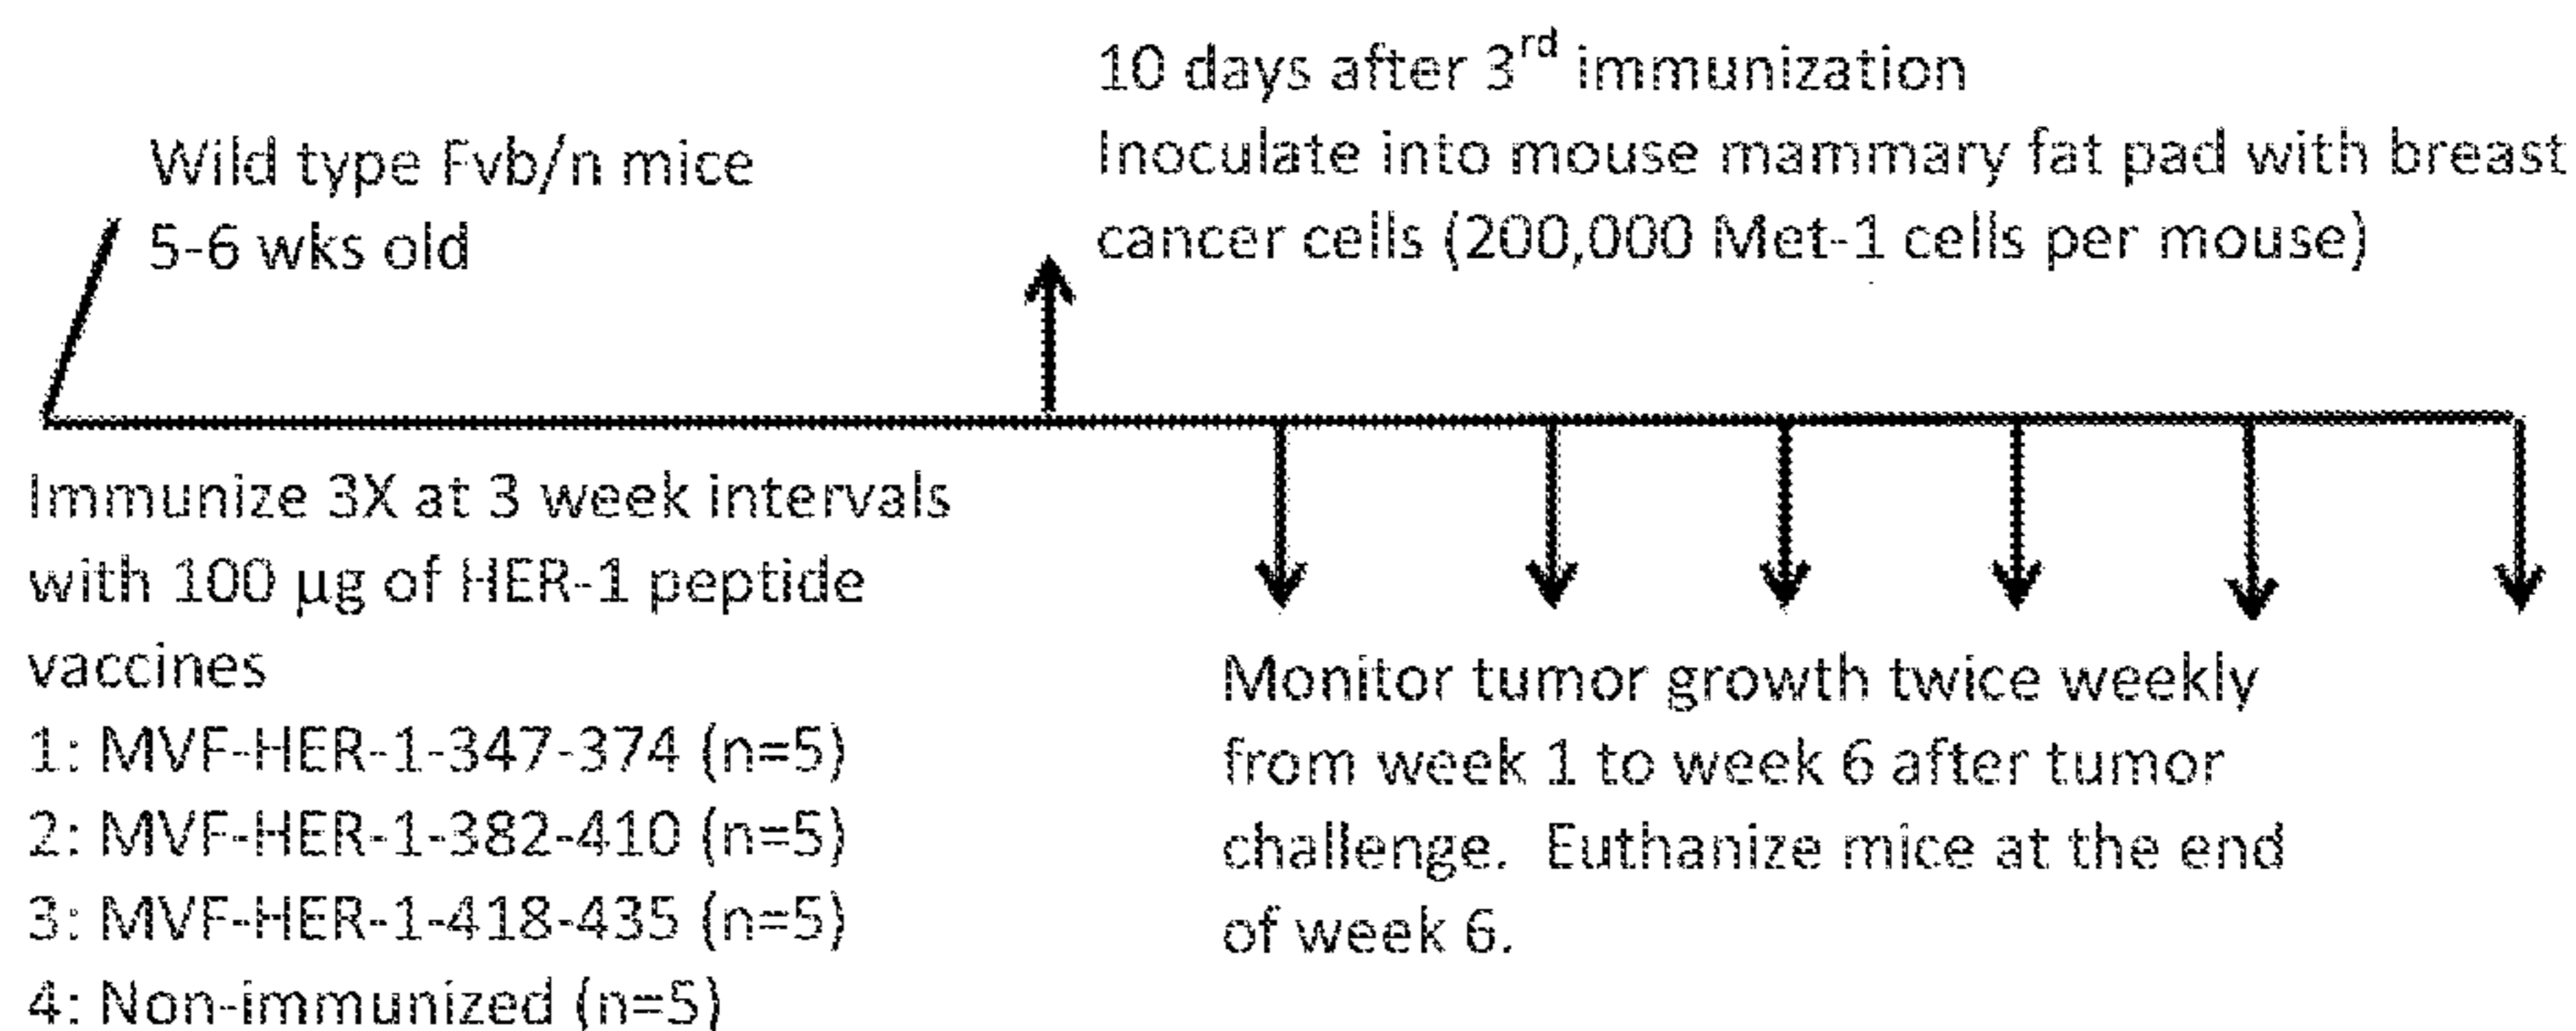 Wild type Fvb/n mice
5-6 wks old
10 days after 3rd immunization
Inoculate into mouse mammary fat pad with breast
cancer cells (200,000 Met-1 cells per mouse)
Immunize 3X at 3 week intervals
with 100 μg of HER-1 peptide
vaccines
1: MVF-HER-1-347-374 (n=5)
2: MVF-HER-1-382-410 (n=5)
3: MVF-HER-1-418-435 (n=5)
4: Non-immunized (n=5)
Monitor tumor growth twice weekly
from week 1 to week 6 after tumor
challenge. Euthanize mice at the end
of week 6.